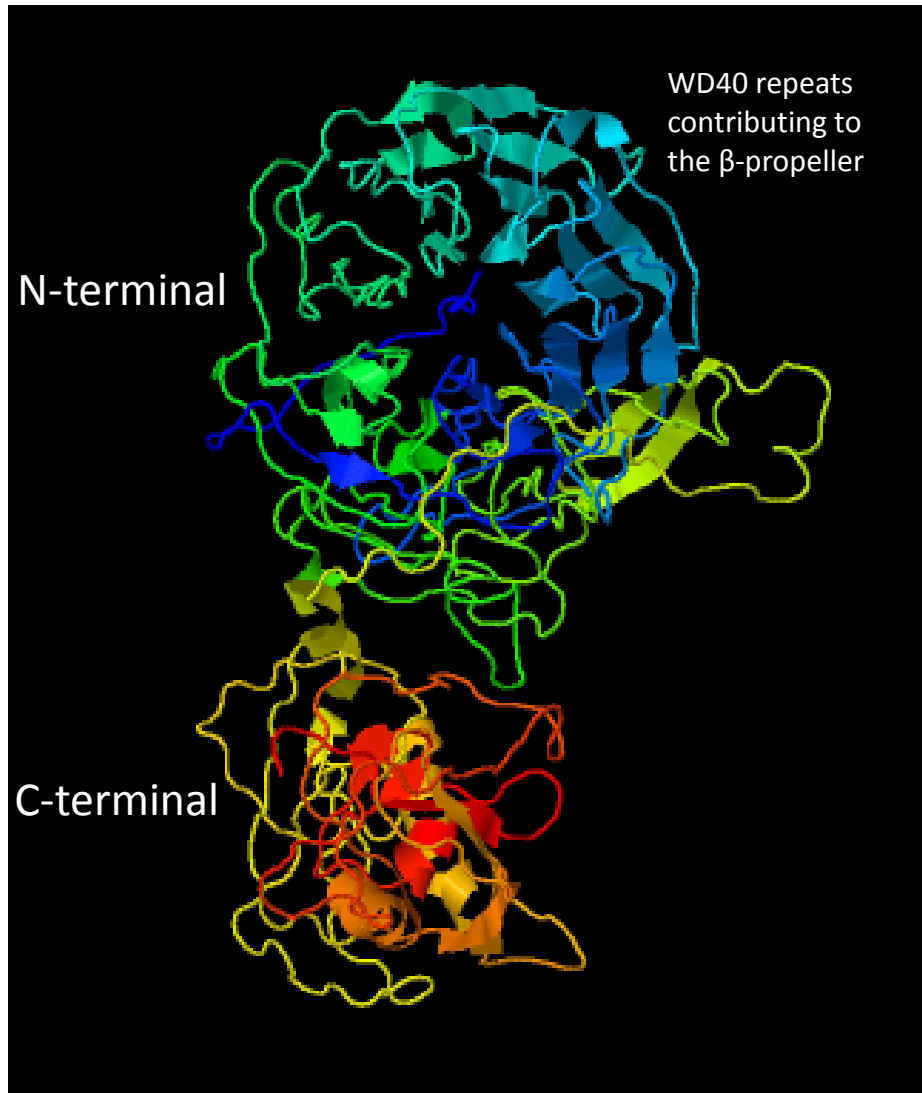 WD40 repeats
contributing to
the β-propeller
N-terminal
C-terminal